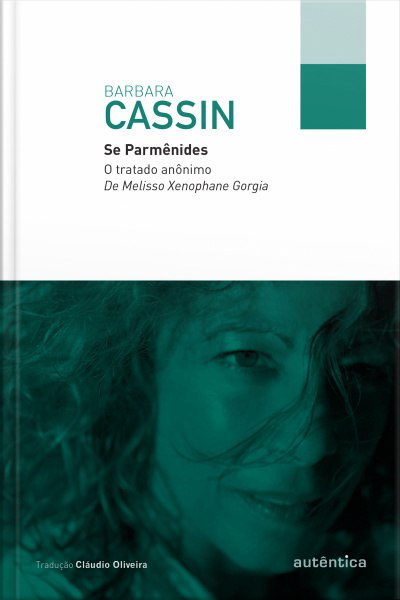 BARBARA
CASSIN
Se Parmênides
O tratado anônimo
De Melisso Xenophane Gorgia
Tradução Cláudio Oliveira
autêntica